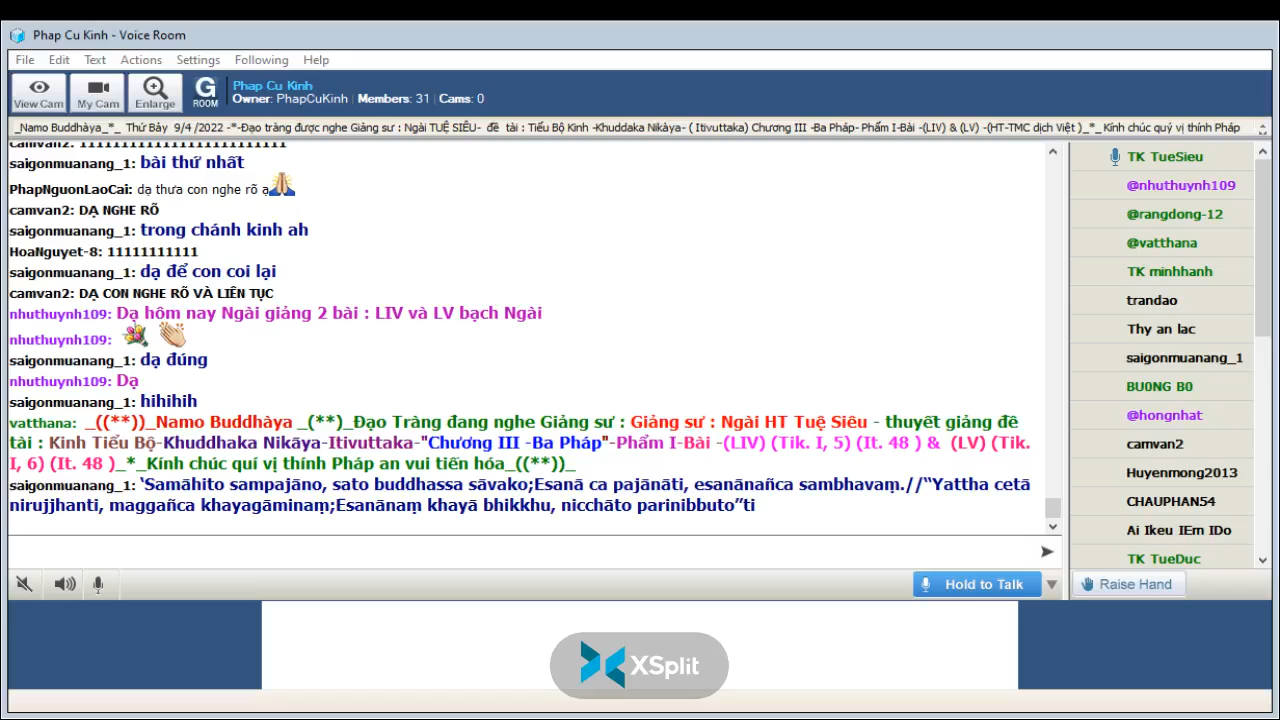 Phap Cu Kinh - Voice Room
File Edit Text Actions Settings Following Help
View Cam My Cam Enlarge G ROOM
Phap Cu Kinh
Owner: PhapCuKinh | Members: 31 | Cams: 0
_Namo Buddhàya_*_ Thứ Bảy 9/4 /2022 -*-Đạo tràng được nghe Giảng sư : Ngài TUỆ SIÊU- đề tài : Tiểu Bộ Kinh -Khuddaka Nikàya- ( Itivuttaka) Chương III -Ba Pháp- Phẩm I-Bài -(LIV) & (LV) -(HT-TMC dịch Việt )_*_ Kính chúc quý vị thính Pháp
camvan2: 11111111111111111111111111
saigonmuanang_1: bài thứ nhất
PhapNguonLaoCai: dạ thưa con nghe rõ ạ
camvan2: DẠ NGHE RÕ
saigonmuanang_1: trong chánh kinh ah
HoaNguyet-8: 11111111111
saigonmuanang_1: dạ để con coi lại
camvan2: DẠ CON NGHE RÕ VÀ LIÊN TỤC
nhuthuynh109: Dạ hôm nay Ngài giảng 2 bài : LIV và LV bạch Ngài
nhuthuynh109:
saigonmuanang_1: dạ đúng
nhuthuynh109: Dạ
saigonmuanang_1: hihihihh
vatthana: _((**))_Namo Buddhàya _(**)_Đạo Tràng đang nghe Giảng sư : Giảng sư : Ngài HT Tuệ Siêu - thuyết giảng đề
tài : Kinh Tiểu Bộ-Khuddhaka Nikāya-Itivuttaka-"Chương III -Ba Pháp"-Phẩm I-Bài -(LIV) (Tik. I, 5) (It. 48 ) & (LV) (Tik.
I, 6) (It. 48 )_*_Kính chúc quí vị thính Pháp an vui tiến hóa_((**))_
saigonmuanang_1: ‘Samāhito sampajāno, sato buddhassa sāvako;Esanā ca pajānāti, esanānañca sambhavaṃ.//“Yattha cetā
nirujjhanti, maggañca khayagāminaṃ;Esanānaṃ khayā bhikkhu, nicchāto parinibbuto”ti
TK TueSieu
@nhuthuynh109
@rangdong-12
@vatthana
TK minhhanh
trandao
Thy an lac
saigonmuanang_1
BU0NG B0
@hongnhat
camvan2
Huyenmong2013
CHAUPHAN54
Ai Ikeu IEm IDo
TK TueDuc
Hold to Talk
Raise Hand
XSplit